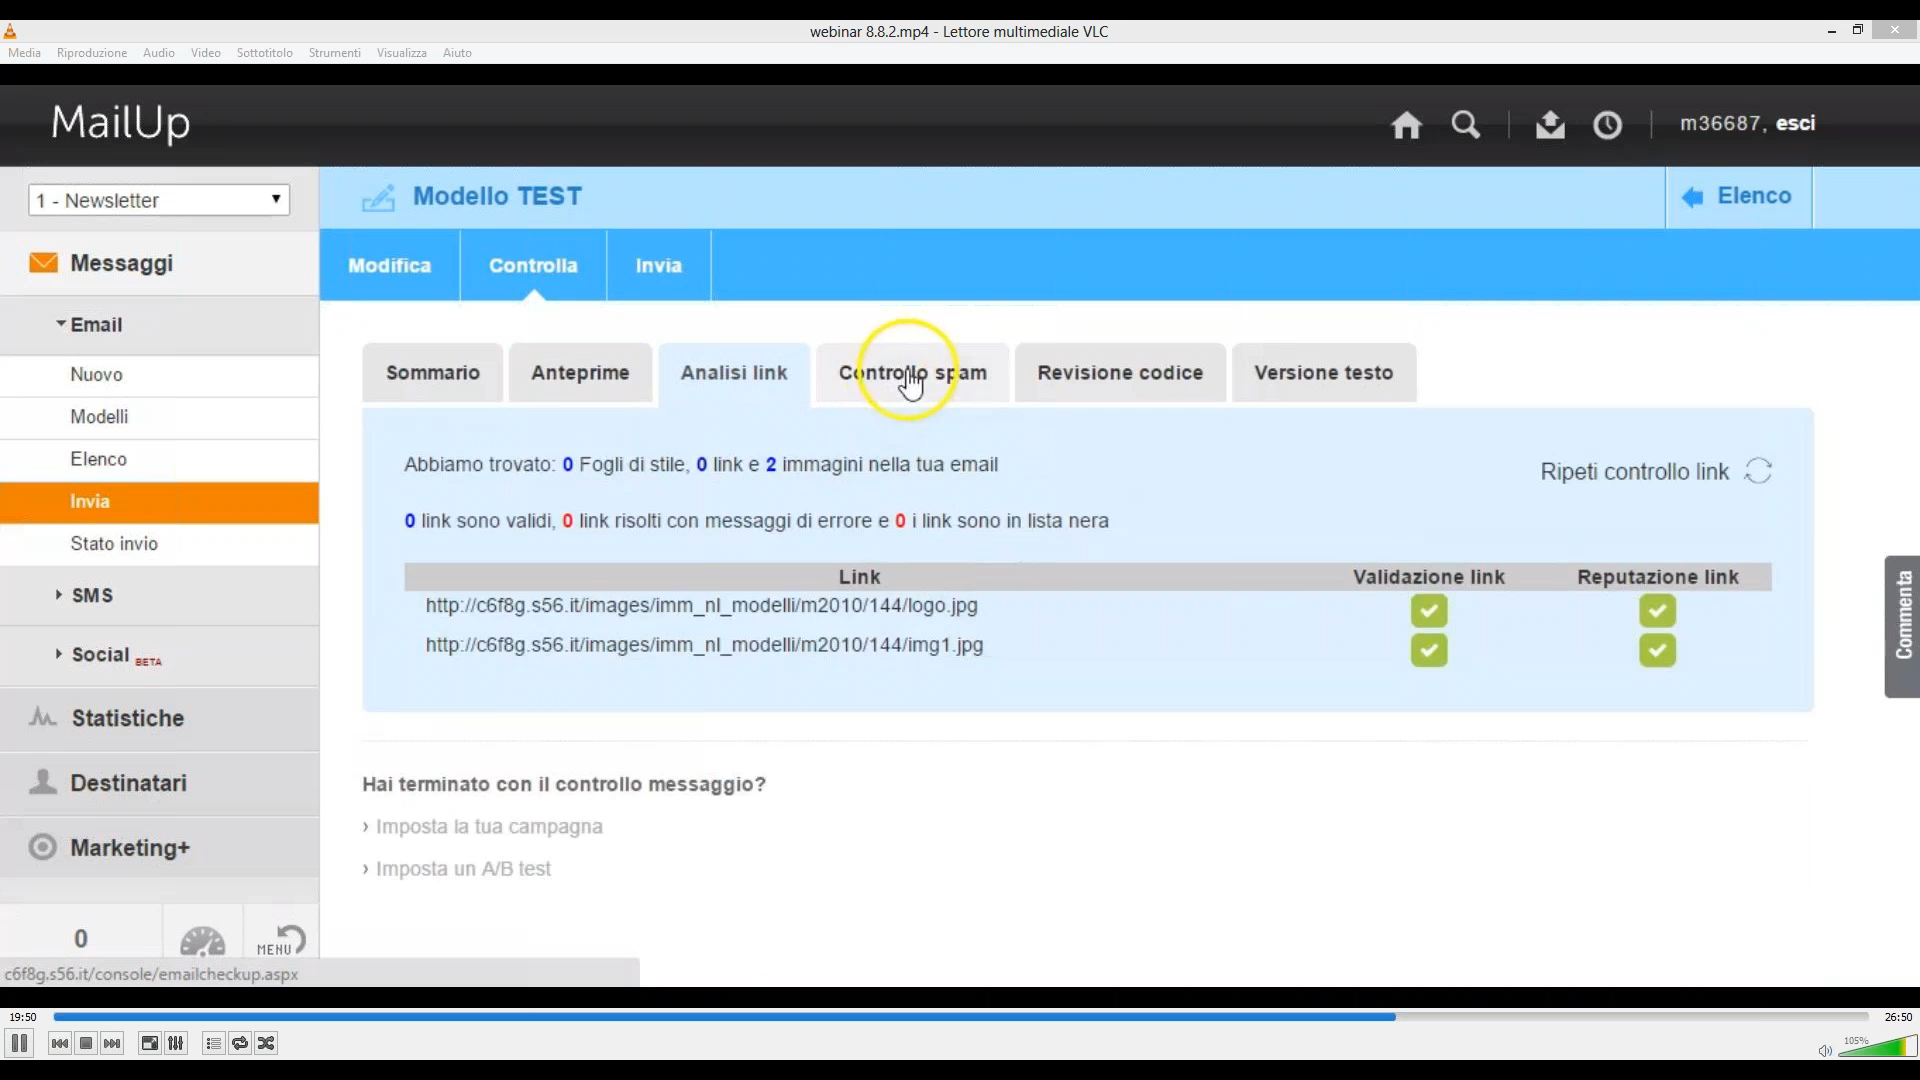 webinar 8.8.2.mp4 - Lettore multimediale VLC
Media Riproduzione Audio Video Sottotitolo Strumenti Visualizza Aiuto
MailUp
m36687, esci
1 - Newsletter
Modello TEST
Elenco
Messaggi
Modifica Controlla Invia
Email
Nuovo
Modelli
Elenco
Invia
Stato invio
SMS
Social BETA
Statistiche
Destinatari
Marketing+
0
MENU
Sommario Anteprime Analisi link Controllo spam Revisione codice Versione testo
Abbiamo trovato: 0 Fogli di stile, 0 link e 2 immagini nella tua email
Ripeti controllo link
0 link sono validi, 0 link risolti con messaggi di errore e 0 i link sono in lista nera
Link Validazione link Reputazione link
http://c6f8g.s56.it/images/imm_nl_modelli/m2010/144/logo.jpg
http://c6f8g.s56.it/images/imm_nl_modelli/m2010/144/img1.jpg
Commenta
Hai terminato con il controllo messaggio?
› Imposta la tua campagna
› Imposta un A/B test
c6f8g.s56.it/console/emailcheckup.aspx
19:50
26:50
105%